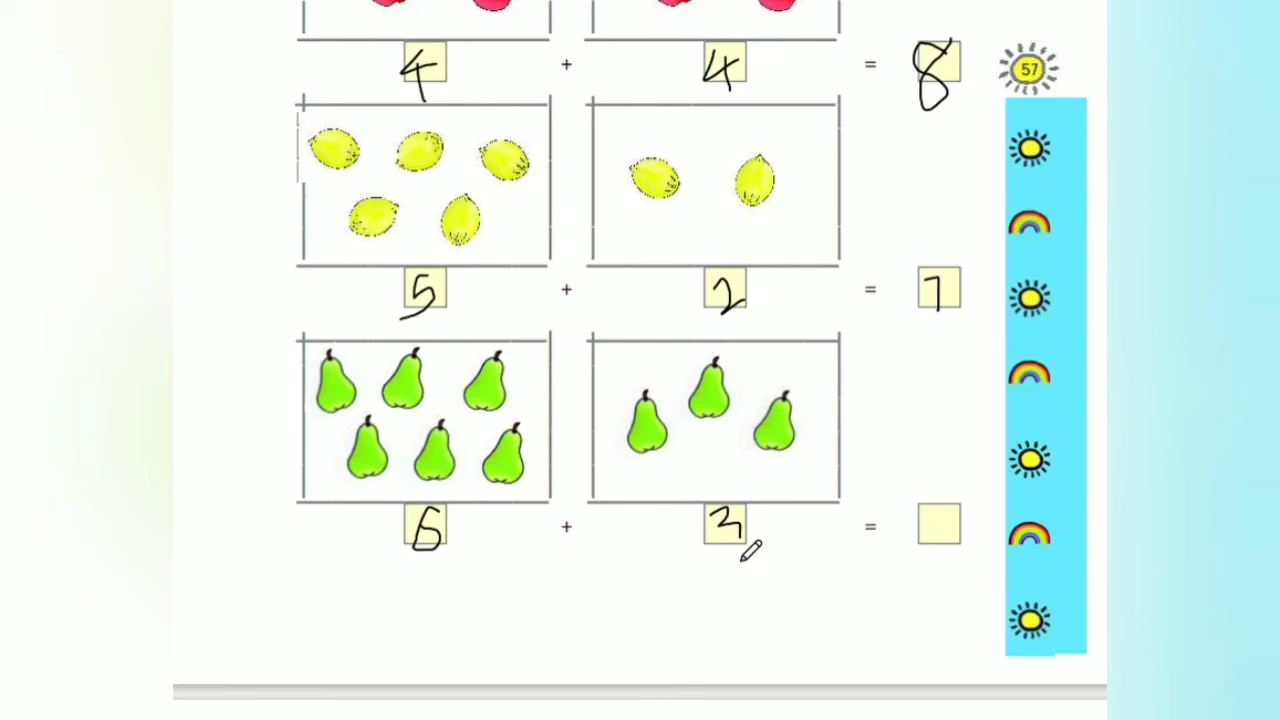 4 + 4 = 8
57
5 + 2 = 7
6 + 3 =